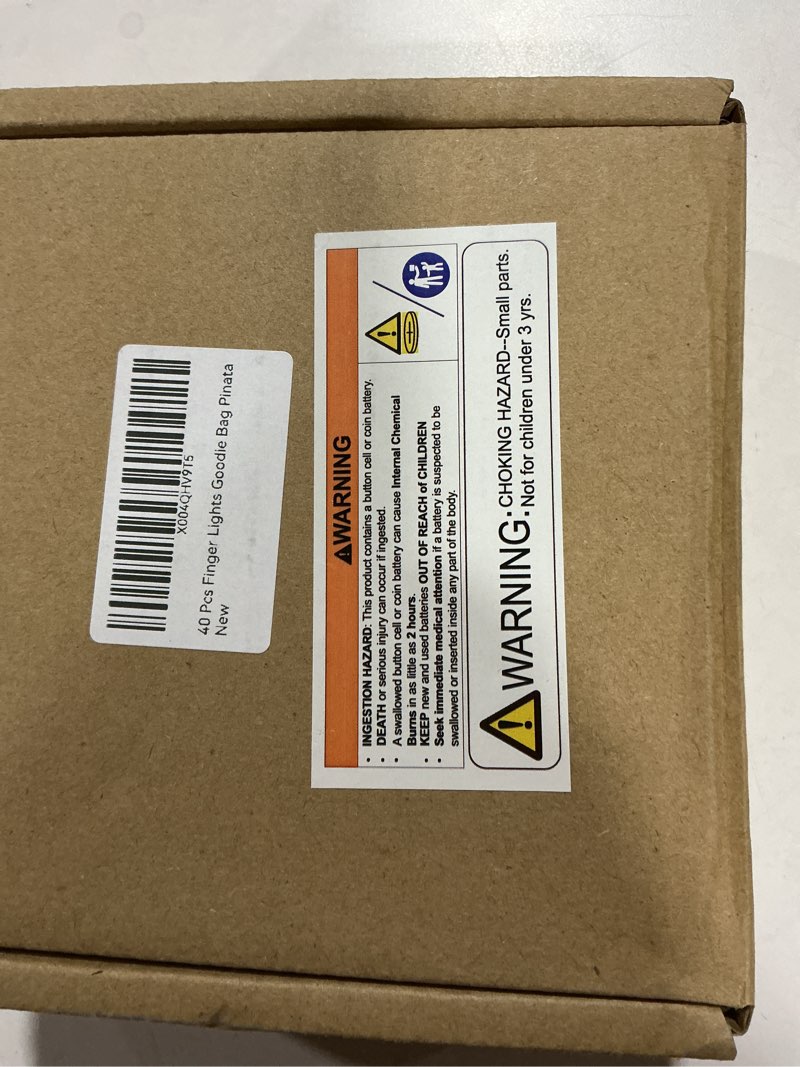 X004QHV9T5
40 Pcs Finger Lights Goodie Bag Pinata
New
WARNING
• INGESTION HAZARD: This product contains a button cell or coin battery.
• DEATH or serious injury can occur if ingested.
• A swallowed button cell or coin battery can cause Internal Chemical
Burns in as little as 2 hours.
• KEEP new and used batteries OUT OF REACH of CHILDREN
• Seek immediate medical attention if a battery is suspected to be
swallowed or inserted inside any part of the body.
WARNING: CHOKING HAZARD--Small parts.
Not for children under 3 yrs.